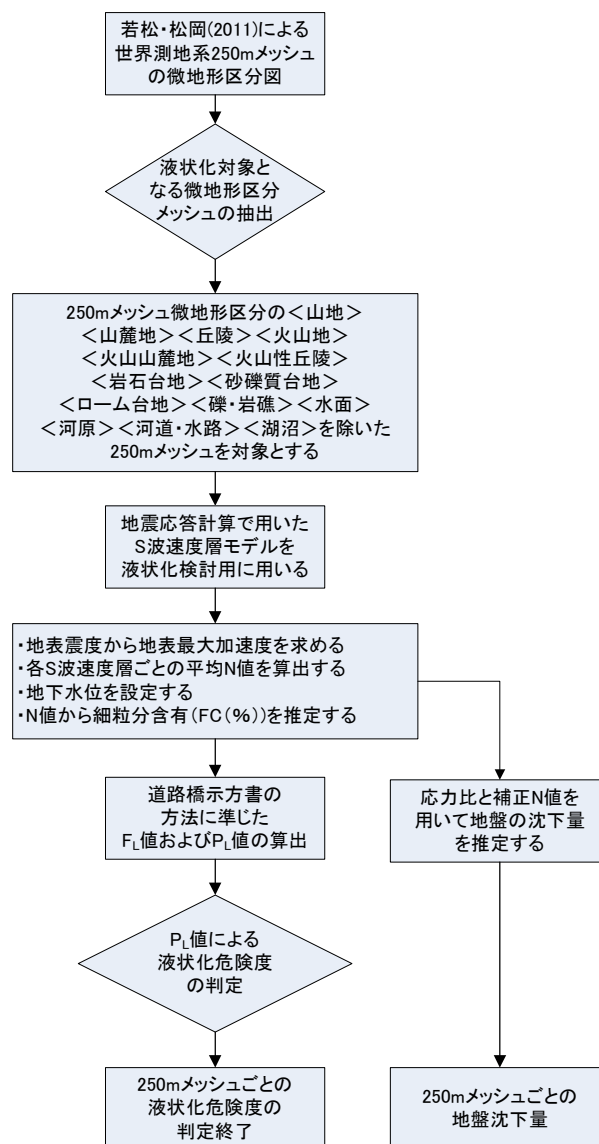 若松・松岡(2011)による
世界測地系250mメッシュ
の微地形区分図
液状化対象と
なる微地形区分
メッシュの抽出
250mメッシュ微地形区分の＜山地＞
＜山麓地＞＜丘陵＞＜火山地＞
＜火山山麓地＞＜火山性丘陵＞
＜岩石台地＞＜砂礫質台地＞
＜ローム台地＞＜礫・岩礁＞＜水面＞
＜河原＞＜河道・水路＞＜湖沼＞を除いた
250mメッシュを対象とする
地震応答計算で用いた
S波速度層モデルを
液状化検討用に用いる
・地表震度から地表最大加速度を求める
・各S波速度層ごとの平均N値を算出する
・地下水位を設定する
・N値から細粒分含有(FC(%))を推定する
道路橋示方書の
方法に準じた
FL値およびPL値の算出
応力比と補正N値を
用いて地盤の沈下量
を推定する
PL値による
液状化危険度
の判定
250mメッシュごとの
液状化危険度の
判定終了
250mメッシュごとの
地盤沈下量